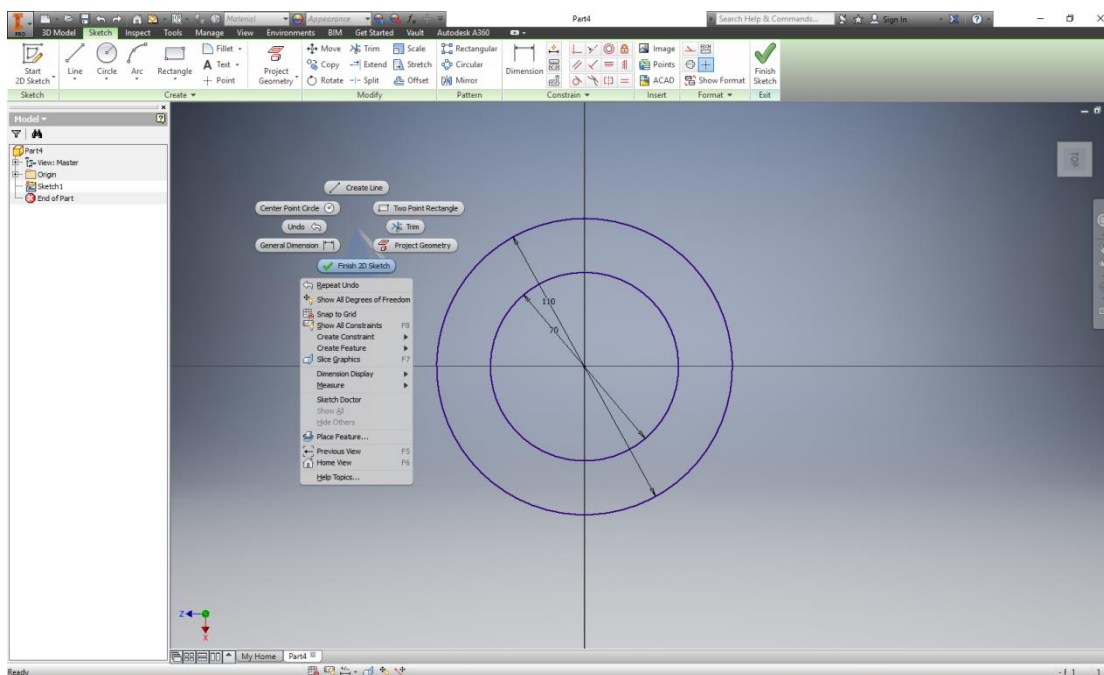 Material
Appearance
Part4
Search Help & Commands...
Sign In
PRO
3D Model Sketch Inspect Tools Manage View Environments BIM Get Started Vault Autodesk A360
Start
2D Sketch
Line
Circle
Arc
Rectangle
Fillet
Text
Point
Project
Geometry
Move
Copy
Rotate
Trim
Extend
Split
Scale
Stretch
Offset
Rectangular
Circular
Mirror
Dimension
Image
Points
ACAD
Show Format
Finish
Sketch
Sketch Create Modify Pattern Constrain Insert Format Exit
Model
Part4
View: Master
Origin
Sketch1
End of Part
TOP
Create Line
Center Point Circle
Two Point Rectangle
Undo
Trim
General Dimension
Project Geometry
Finish 2D Sketch
Repeat Undo
Show All Degrees of Freedom
Snap to Grid
Show All Constraints F8
Create Constraint
Create Feature
Slice Graphics F7
Dimension Display
Measure
Sketch Doctor
Show All
Hide Others
Place Feature...
Previous View F5
Home View F6
Help Topics...
110
70
Z
X
My Home Part4
Ready
1 1